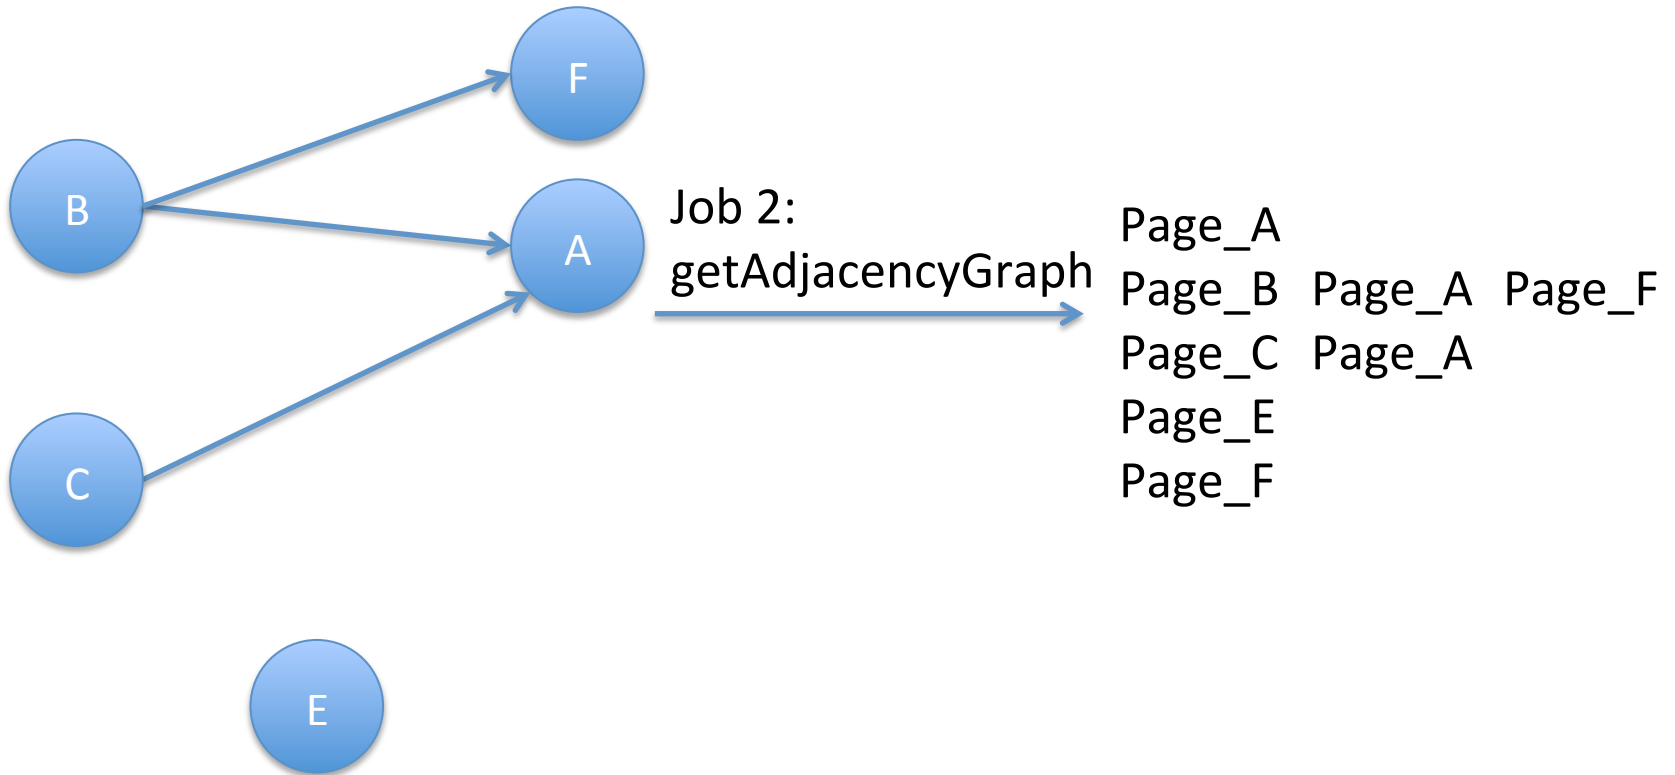 F
B
A
C
E
Job 2:
getAdjacencyGraph
Page_A
Page_B Page_A Page_F
Page_C Page_A
Page_E
Page_F